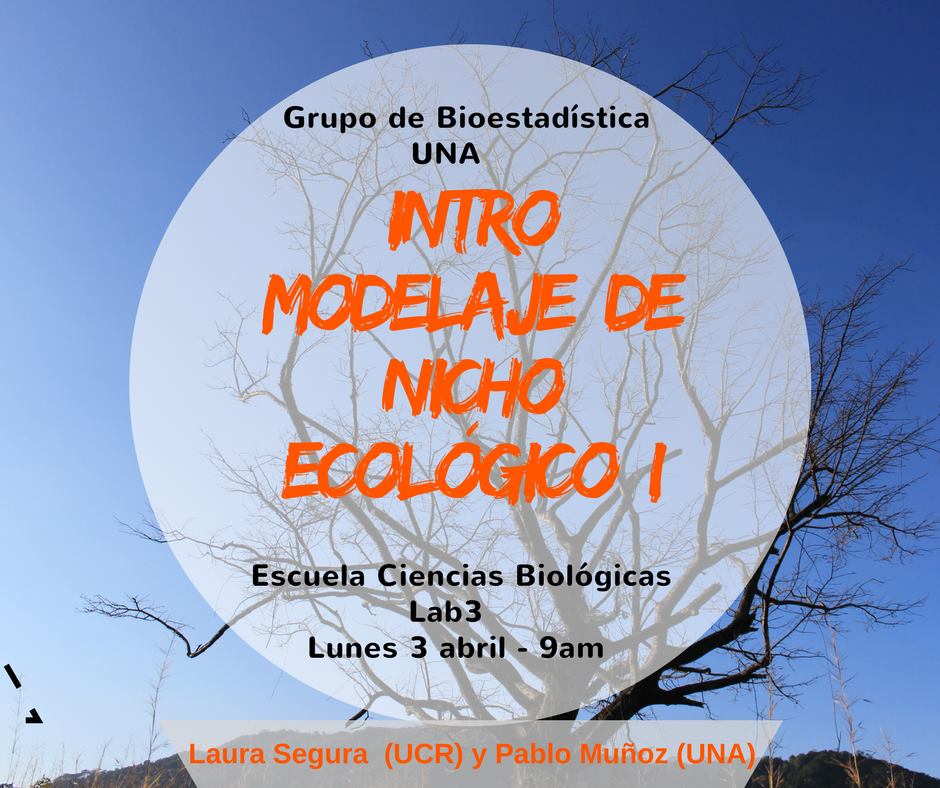 Grupo de Bioestadística
UNA
INTRO
MODELAJE DE
NICHO
ECOLÓGICO I
Escuela Ciencias Biológicas
Lab3
Lunes 3 abril - 9am
Laura Segura (UCR) y Pablo Muñoz (UNA)